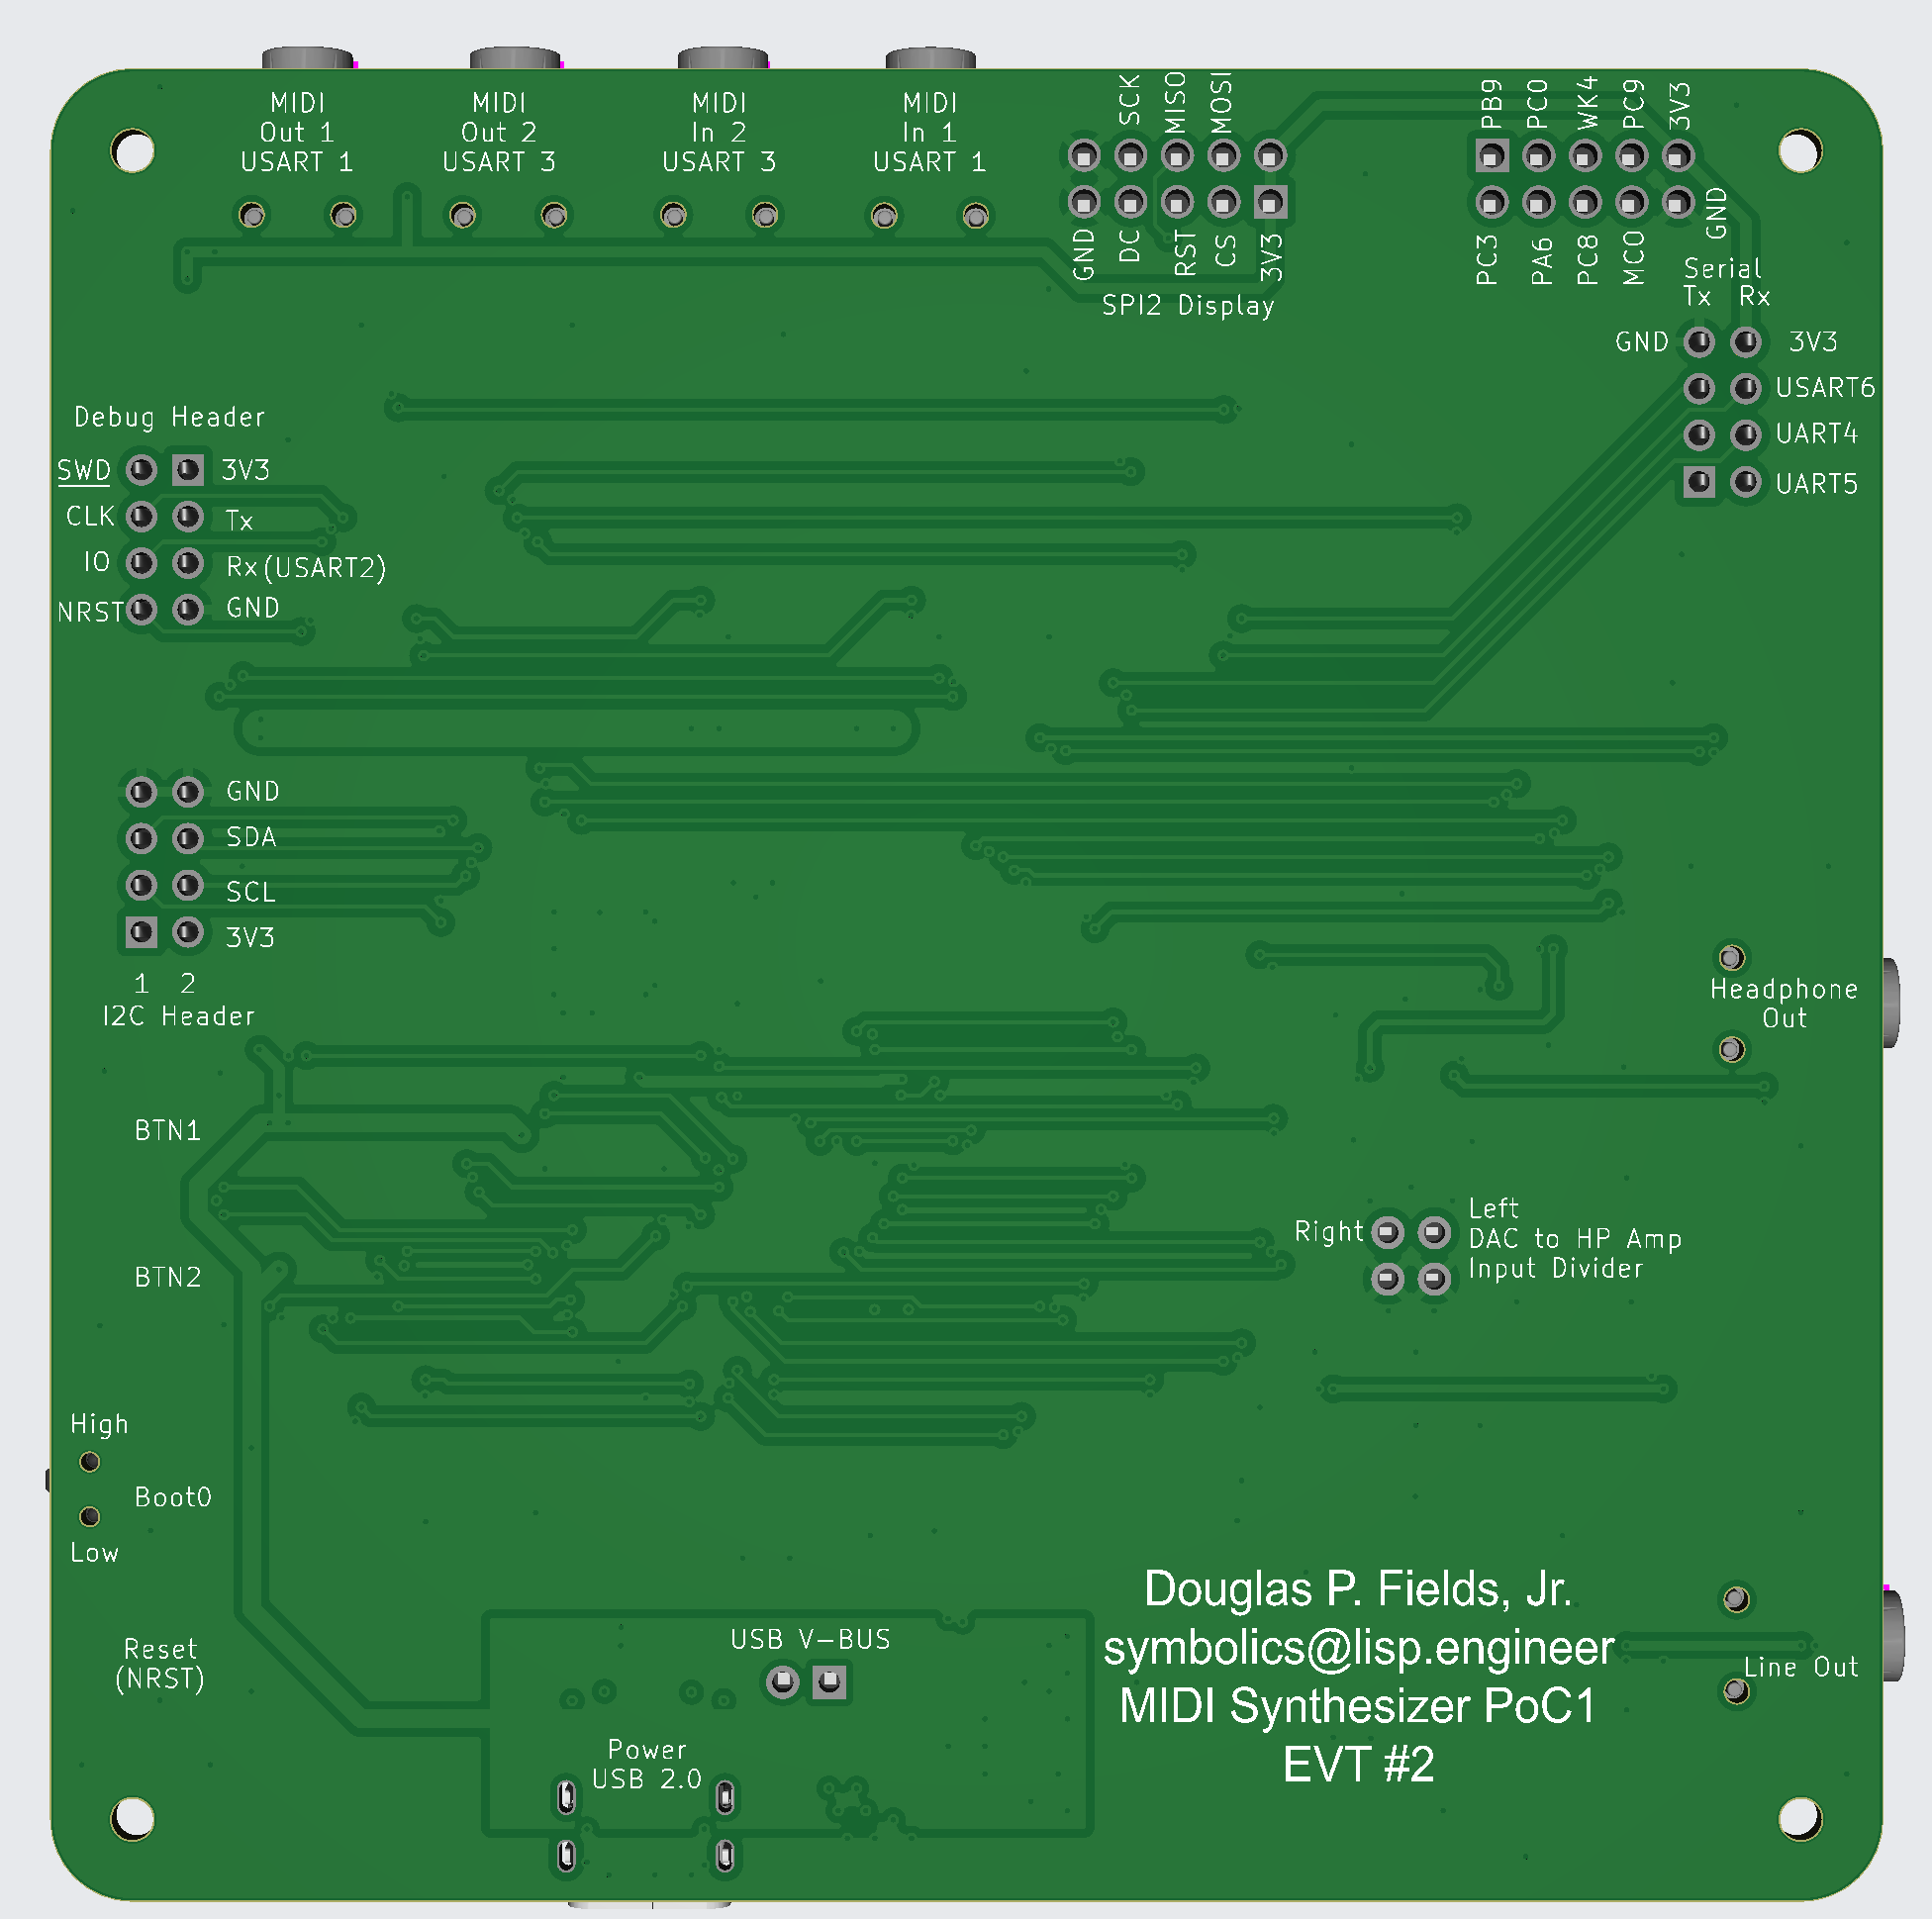 MIDI
Out 1
USART 1
MIDI
Out 2
USART 3
MIDI
In 2
USART 3
MIDI
In 1
USART 1
SCK
MISO
MOSI
GND
DC
RST
CS
3V3
SPI2 Display
PB9
PC0
WK4
PC9
3V3
PC3
PA6
PC8
MCO
GND
Serial
Tx Rx
GND
3V3
USART6
UART4
UART5
Debug Header
SWD
3V3
CLK
Tx
IO
Rx (USART2)
NRST
GND
GND
SDA
SCL
3V3
1 2
I2C Header
Headphone
Out
BTN1
BTN2
Right
Left
DAC to HP Amp
Input Divider
High
Boot0
Low
Reset
(NRST)
USB V-BUS
Power
USB 2.0
Douglas P. Fields, Jr.
symbolics@lisp.engineer
MIDI Synthesizer PoC1
EVT #2
Line Out